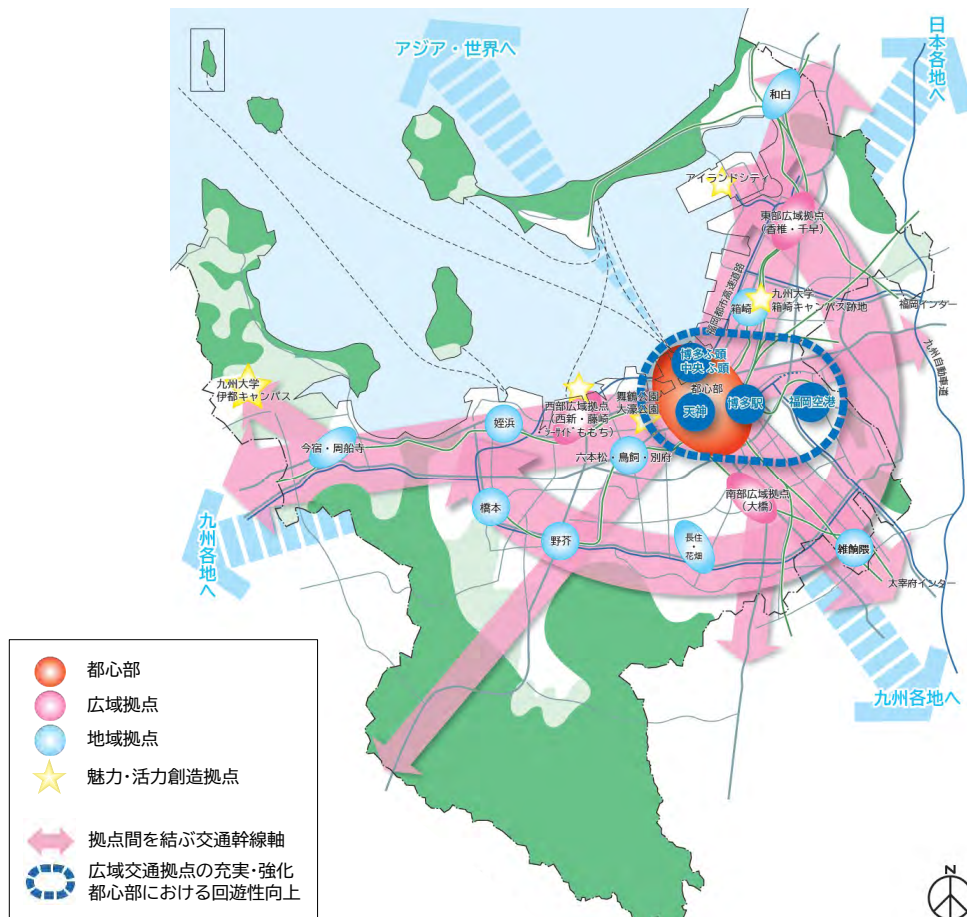 アジア・世界へ
日本各地へ
和白
アイランドシティ
東部広域拠点
(香椎・千早)
福岡都市高速道路
九州大学
箱崎キャンパス跡地
箱崎
福岡インター
九州自動車道
博多ふ頭
中央ふ頭
都心部
天神
博多駅
福岡空港
舞鶴公園
大濠公園
西部広域拠点
(西新・藤崎
シーサイドももち)
九州大学
伊都キャンパス
姪浜
今宿・周船寺
六本松・鳥飼・別府
橋本
野芥
長住
・
花畑
南部広域拠点
(大橋)
雑餉隈
太宰府インター
九州各地へ
九州各地へ
都心部
広域拠点
地域拠点
魅力・活力創造拠点
拠点間を結ぶ交通幹線軸
広域交通拠点の充実・強化
都心部における回遊性向上
N